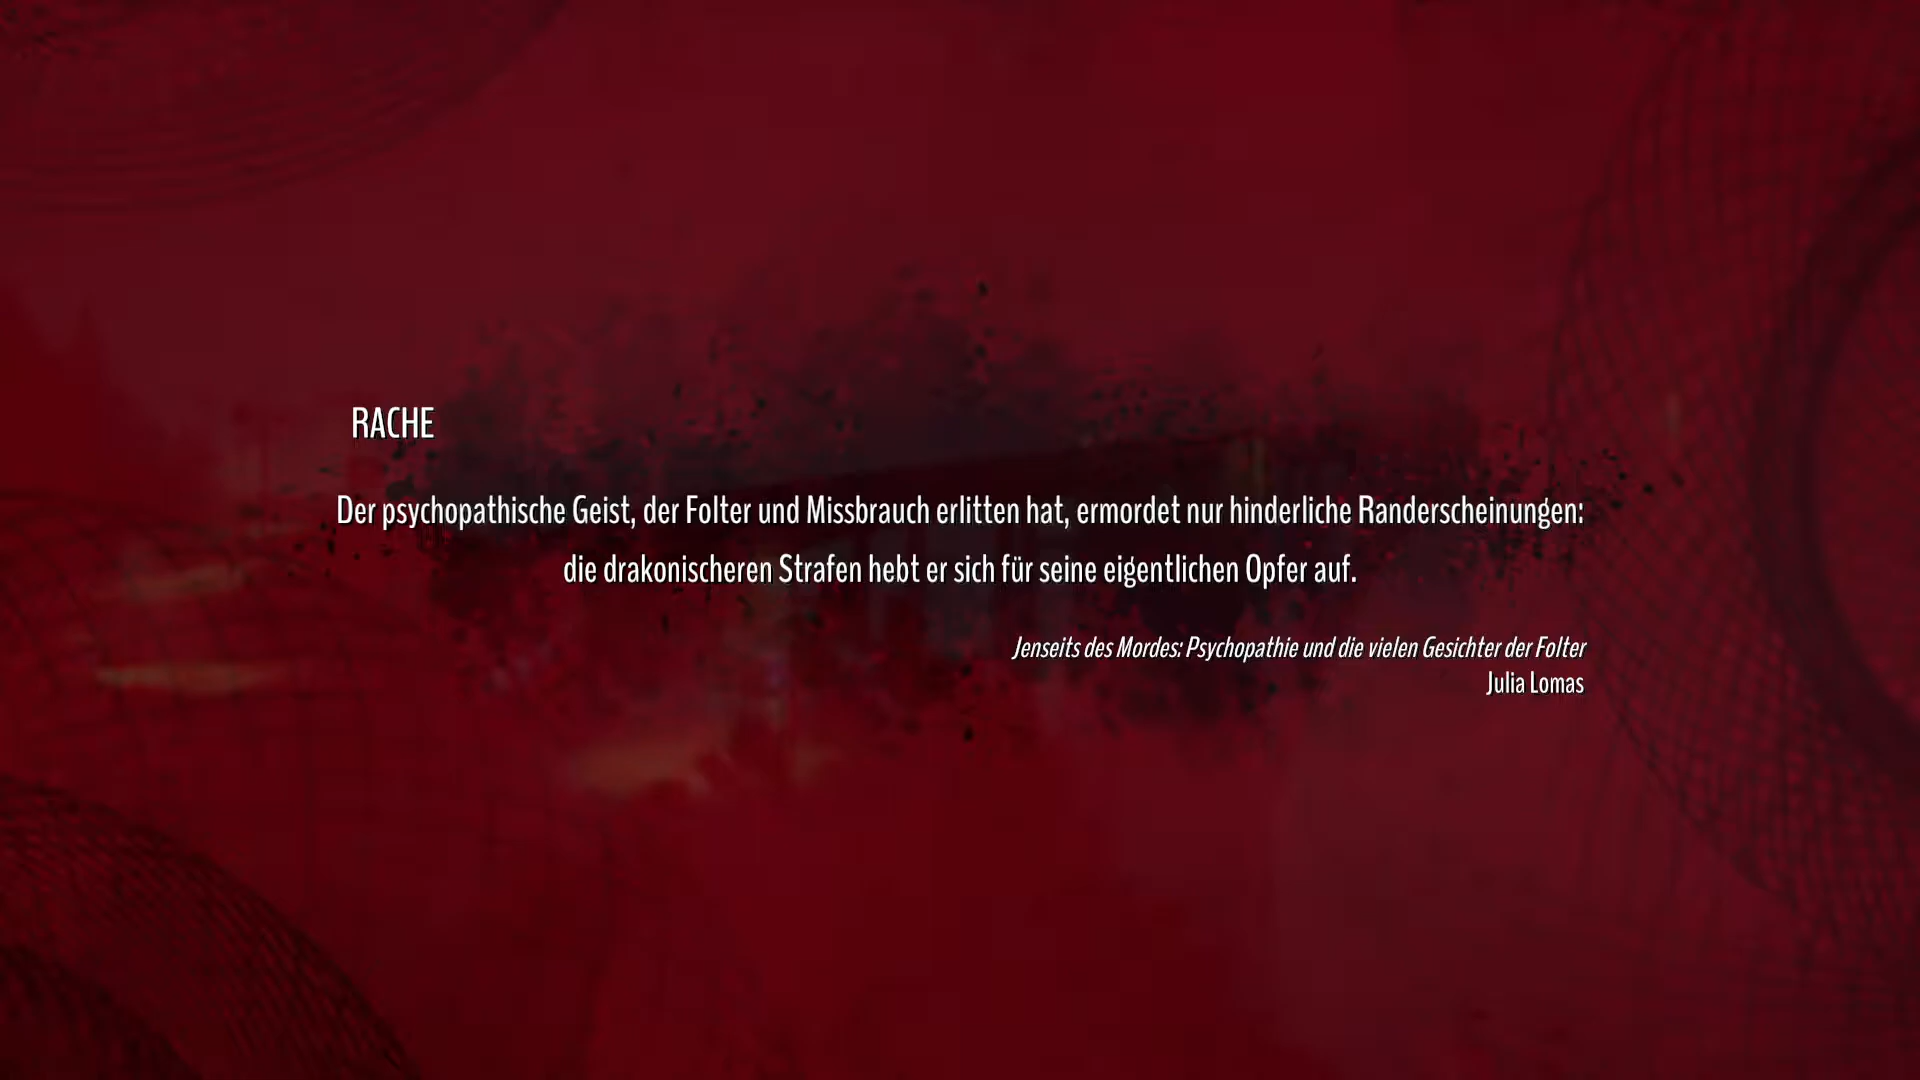 RACHE
Der psychopathische Geist, der Folter und Missbrauch erlitten hat, ermordet nur hinderliche Randerscheinungen:
die drakonischeren Strafen hebt er sich für seine eigentlichen Opfer auf.
Jenseits des Mordes: Psychopathie und die vielen Gesichter der Folter
Julia Lomas